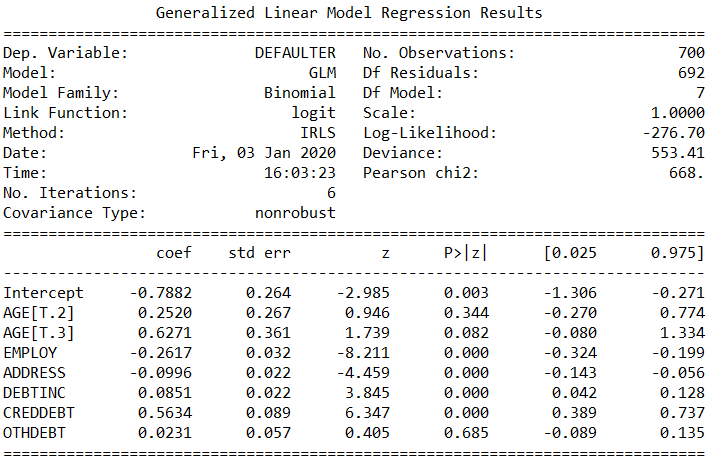 Generalized Linear Model Regression Results
==============================================================================
Dep. Variable:              DEFAULTER   No. Observations:                  700
Model:                            GLM   Df Residuals:                      692
Model Family:                Binomial   Df Model:                            7
Link Function:                  logit   Scale:                          1.0000
Method:                          IRLS   Log-Likelihood:                -276.70
Date:                Fri, 03 Jan 2020   Deviance:                       553.41
Time:                        16:03:23   Pearson chi2:                     668.
No. Iterations:                     6
Covariance Type:            nonrobust
==============================================================================
                 coef    std err          z      P>|z|      [0.025      0.975]
------------------------------------------------------------------------------
Intercept     -0.7882      0.264     -2.985      0.003      -1.306      -0.271
AGE[T.2]       0.2520      0.267      0.946      0.344      -0.270       0.774
AGE[T.3]       0.6271      0.361      1.739      0.082      -0.080       1.334
EMPLOY        -0.2617      0.032     -8.211      0.000      -0.324      -0.199
ADDRESS       -0.0996      0.022     -4.459      0.000      -0.143      -0.056
DEBTINC        0.0851      0.022      3.845      0.000       0.042       0.128
CREDDEBT       0.5634      0.089      6.347      0.000       0.389       0.737
OTHDEBT        0.0231      0.057      0.405      0.685      -0.089       0.135
==============================================================================